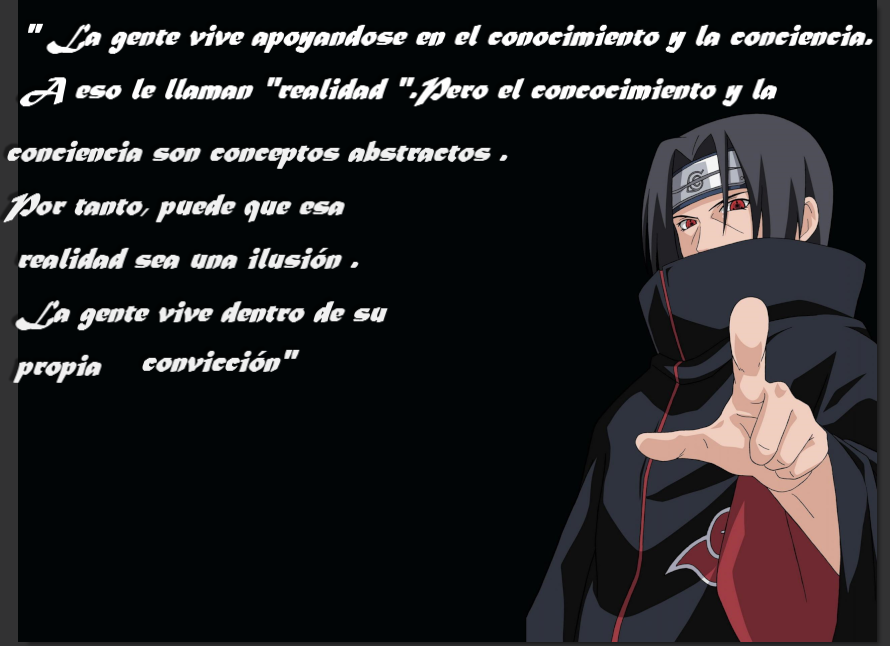 " La gente vive apoyandose en el conocimiento y la conciencia.
A eso le llaman "realidad ".Pero el concocimiento y la
conciencia son conceptos abstractos .
Por tanto, puede que esa
realidad sea una ilusión .
La gente vive dentro de su
propia convicción"